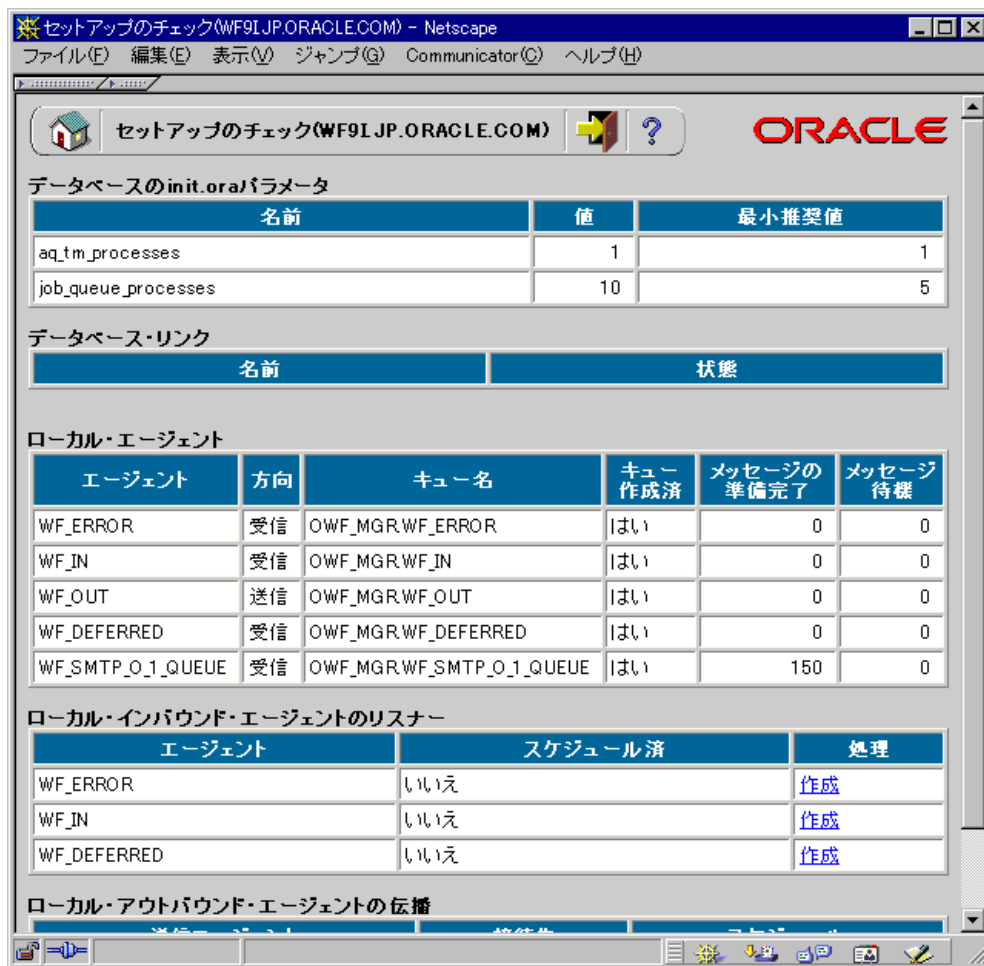 セットアップのチェック(WF9I.JP.ORACLE.COM) - Netscape
ファイル(F) 編集(E) 表示(V) ジャンプ(G) Communicator(C) ヘルプ(H)
セットアップのチェック(WF9I.JP.ORACLE.COM) ? ORACLE
データベースのinit.oraパラメータ
名前 値 最小推奨値
aq_tm_processes 1 1
job_queue_processes 10 5
データベース・リンク
名前 状態
ローカル・エージェント
エージェント 方向 キュー名 キュー作成済 メッセージの準備完了 メッセージ待機
WF_ERROR 受信 OWF_MGR.WF_ERROR はい 0 0
WF_IN 受信 OWF_MGR.WF_IN はい 0 0
WF_OUT 送信 OWF_MGR.WF_OUT はい 0 0
WF_DEFERRED 受信 OWF_MGR.WF_DEFERRED はい 0 0
WF_SMTP_O_1_QUEUE 受信 OWF_MGR.WF_SMTP_O_1_QUEUE はい 150 0
ローカル・インバウンド・エージェントのリスナー
エージェント スケジュール済 処理
WF_ERROR いいえ 作成
WF_IN いいえ 作成
WF_DEFERRED いいえ 作成
ローカル・アウトバウンド・エージェントの伝播